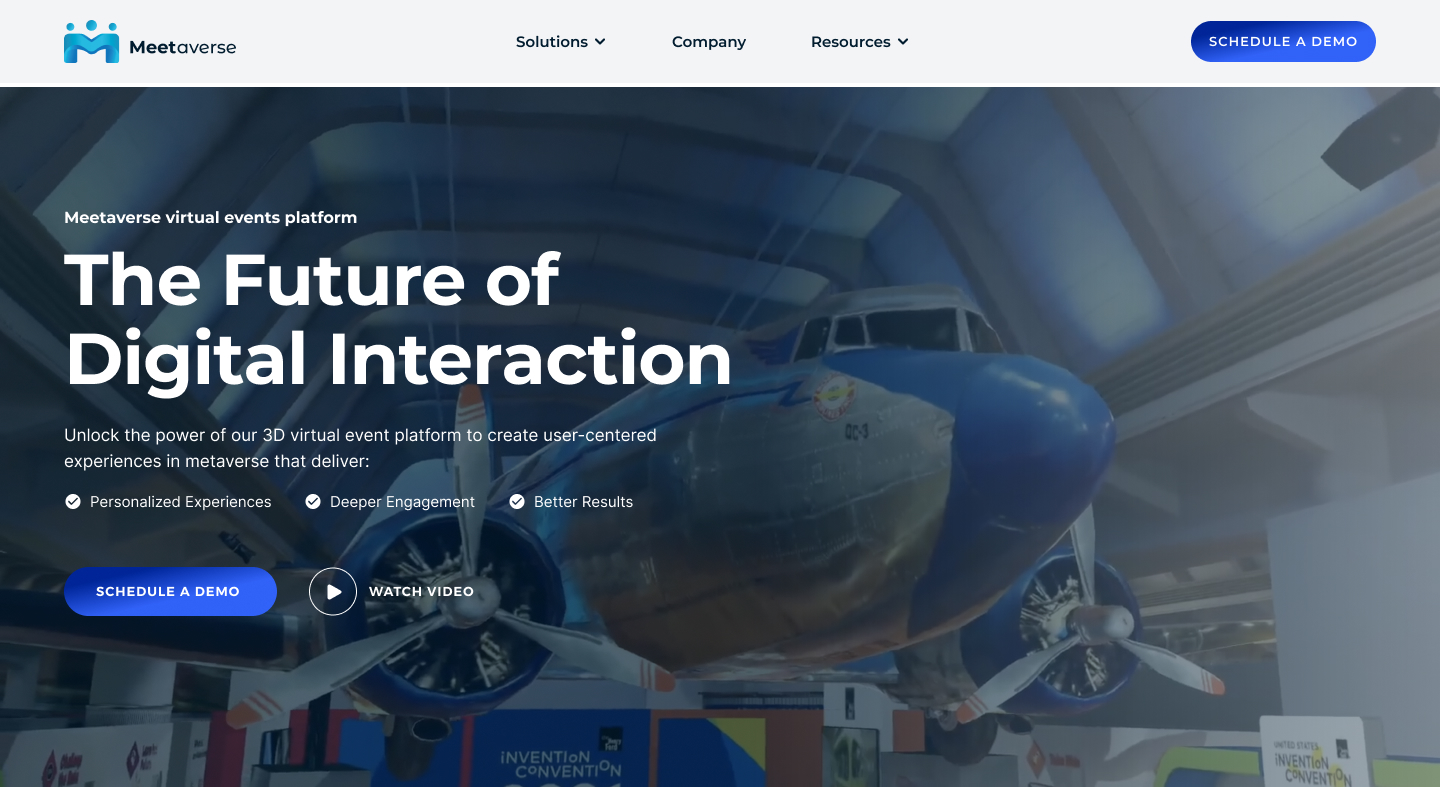 Meetaverse
Solutions
Company
Resources
SCHEDULE A DEMO
Meetaverse virtual events platform
The Future of
Digital Interaction
Unlock the power of our 3D virtual event platform to create user-centered
experiences in metaverse that deliver:
Personalized Experiences
Deeper Engagement
Better Results
SCHEDULE A DEMO
WATCH VIDEO
QC-3
iNVENTIoN
CoNVENTIoN
UNITED STATES
iNVENTIoN
CoNVENTIoN